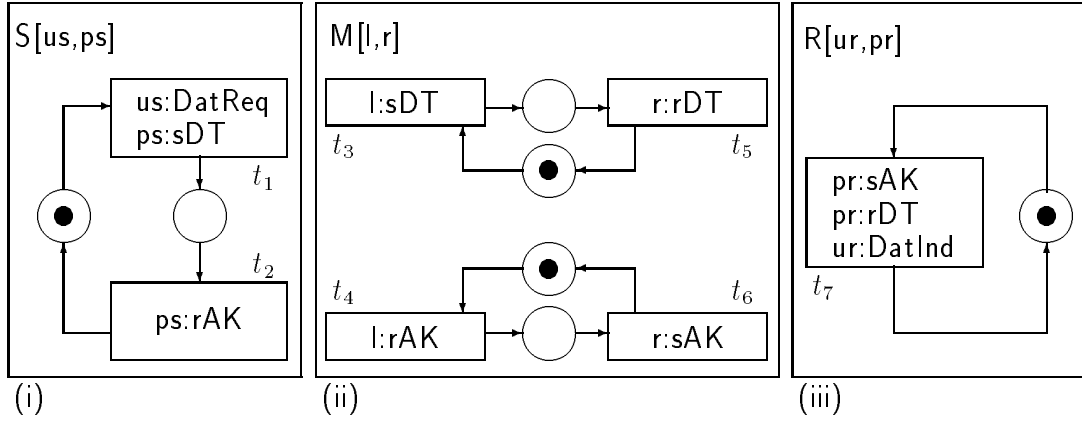 S[us,ps]
us:DatReq
ps:sDT
t1
t2
ps:rAK
(i)
M[l,r]
l:sDT
r:rDT
t3
t5
t4
t6
l:rAK
r:sAK
(ii)
R[ur,pr]
pr:sAK
pr:rDT
ur:DatInd
t7
(iii)